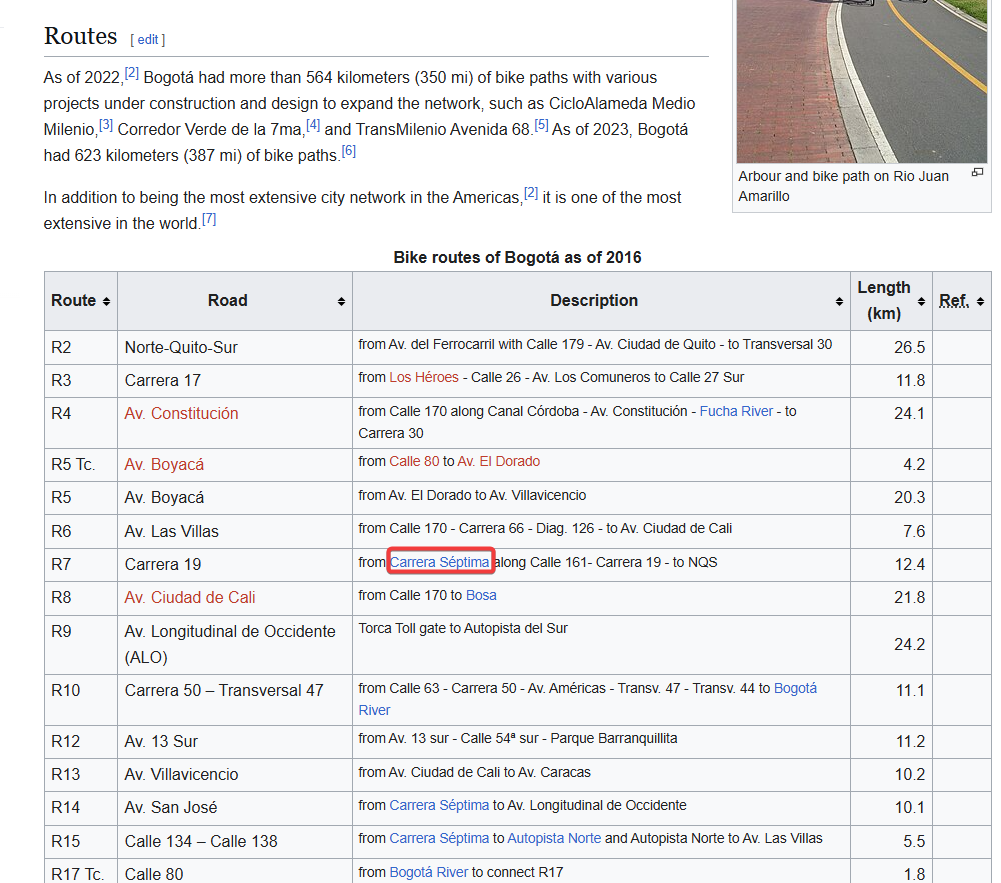 Routes [ edit ]
As of 2022,[2] Bogotá had more than 564 kilometers (350 mi) of bike paths with various
projects under construction and design to expand the network, such as CicloAlameda Medio
Milenio,[3] Corredor Verde de la 7ma,[4] and TransMilenio Avenida 68.[5] As of 2023, Bogotá
had 623 kilometers (387 mi) of bike paths.[6]
In addition to being the most extensive city network in the Americas,[2] it is one of the most
extensive in the world.[7]
Arbour and bike path on Rio Juan
Amarillo
Bike routes of Bogotá as of 2016
Route Road Description Length (km) Ref.
R2 Norte-Quito-Sur from Av. del Ferrocarril with Calle 179 - Av. Ciudad de Quito - to Transversal 30 26.5
R3 Carrera 17 from Los Héroes - Calle 26 - Av. Los Comuneros to Calle 27 Sur 11.8
R4 Av. Constitución from Calle 170 along Canal Córdoba - Av. Constitución - Fucha River - to
Carrera 30 24.1
R5 Tc. Av. Boyacá from Calle 80 to Av. El Dorado 4.2
R5 Av. Boyacá from Av. El Dorado to Av. Villavicencio 20.3
R6 Av. Las Villas from Calle 170 - Carrera 66 - Diag. 126 - to Av. Ciudad de Cali 7.6
R7 Carrera 19 from Carrera Séptima along Calle 161- Carrera 19 - to NQS 12.4
R8 Av. Ciudad de Cali from Calle 170 to Bosa 21.8
R9 Av. Longitudinal de Occidente
(ALO) Torca Toll gate to Autopista del Sur 24.2
R10 Carrera 50 – Transversal 47 from Calle 63 - Carrera 50 - Av. Américas - Transv. 47 - Transv. 44 to Bogotá
River 11.1
R12 Av. 13 Sur from Av. 13 sur - Calle 54ª sur - Parque Barranquillita 11.2
R13 Av. Villavicencio from Av. Ciudad de Cali to Av. Caracas 10.2
R14 Av. San José from Carrera Séptima to Av. Longitudinal de Occidente 10.1
R15 Calle 134 – Calle 138 from Carrera Séptima to Autopista Norte and Autopista Norte to Av. Las Villas 5.5
R17 Tc. Calle 80 from Bogotá River to connect R17 1.8